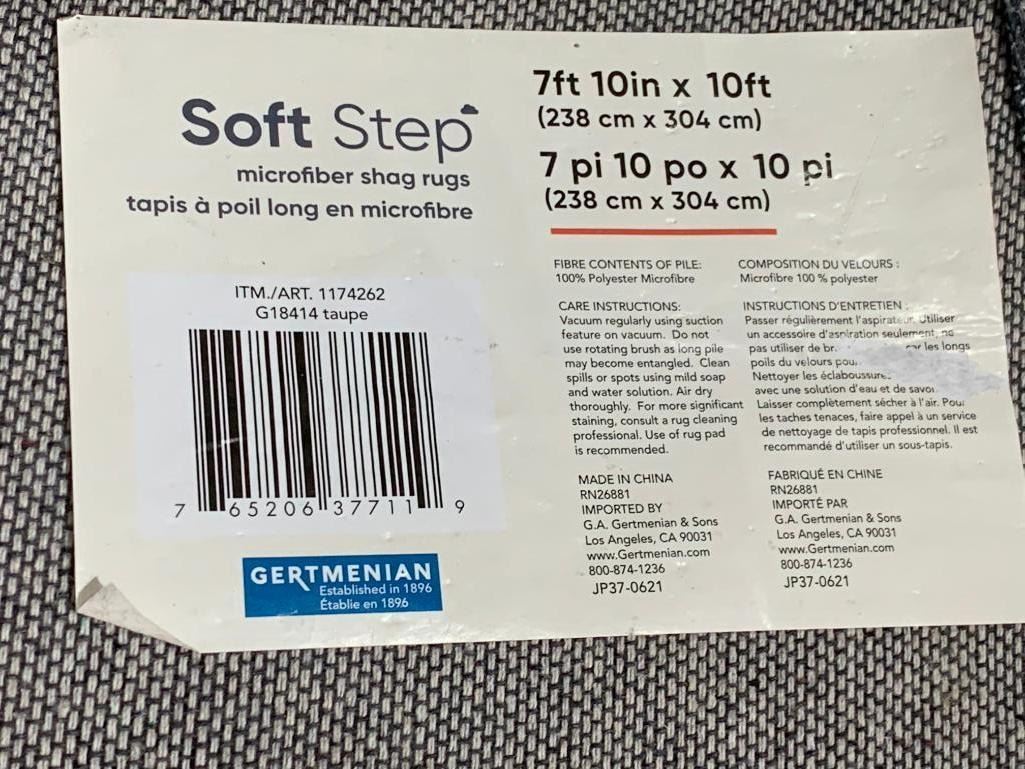 Soft Step
microfiber shag rugs
tapis à poil long en microfibre
ITM./ART. 1174262
G18414 taupe
7 65206 37711 9
GERTMENIAN
Established in 1896
Établie en 1896
7ft 10in x 10ft
(238 cm x 304 cm)
7 pi 10 po x 10 pi
(238 cm x 304 cm)
FIBRE CONTENTS OF PILE:
100% Polyester Microfibre
CARE INSTRUCTIONS:
Vacuum regularly using suction
feature on vacuum. Do not
use rotating brush as long pile
may become entangled. Clean
spills or spots using mild soap
and water solution. Air dry
thoroughly. For more significant
staining, consult a rug cleaning
professional. Use of rug pad
is recommended.
MADE IN CHINA
RN26881
IMPORTED BY
G.A. Gertmenian & Sons
Los Angeles, CA 90031
www.Gertmenian.com
800-874-1236
JP37-0621
COMPOSITION DU VELOURS :
Microfibre 100 % polyester
INSTRUCTIONS D'ENTRETIEN :
Passer régulièrement l'aspirateur. Utiliser
un accessoire d'aspiration seulement, ne
pas utiliser de les longs
poils du velours
Nettoyer les éclaboussures
avec une solution d'eau et de savon.
Laisser complètement sécher à l'air. Pour
les taches tenaces, faire appel à un service
de nettoyage de tapis professionnel. Il est
recommandé d'utiliser un sous-tapis.
FABRIQUÉ EN CHINE
RN26881
IMPORTÉ PAR
G.A. Gertmenian & Sons
Los Angeles, CA 90031
www.Gertmenian.com
800-874-1236
JP37-0621